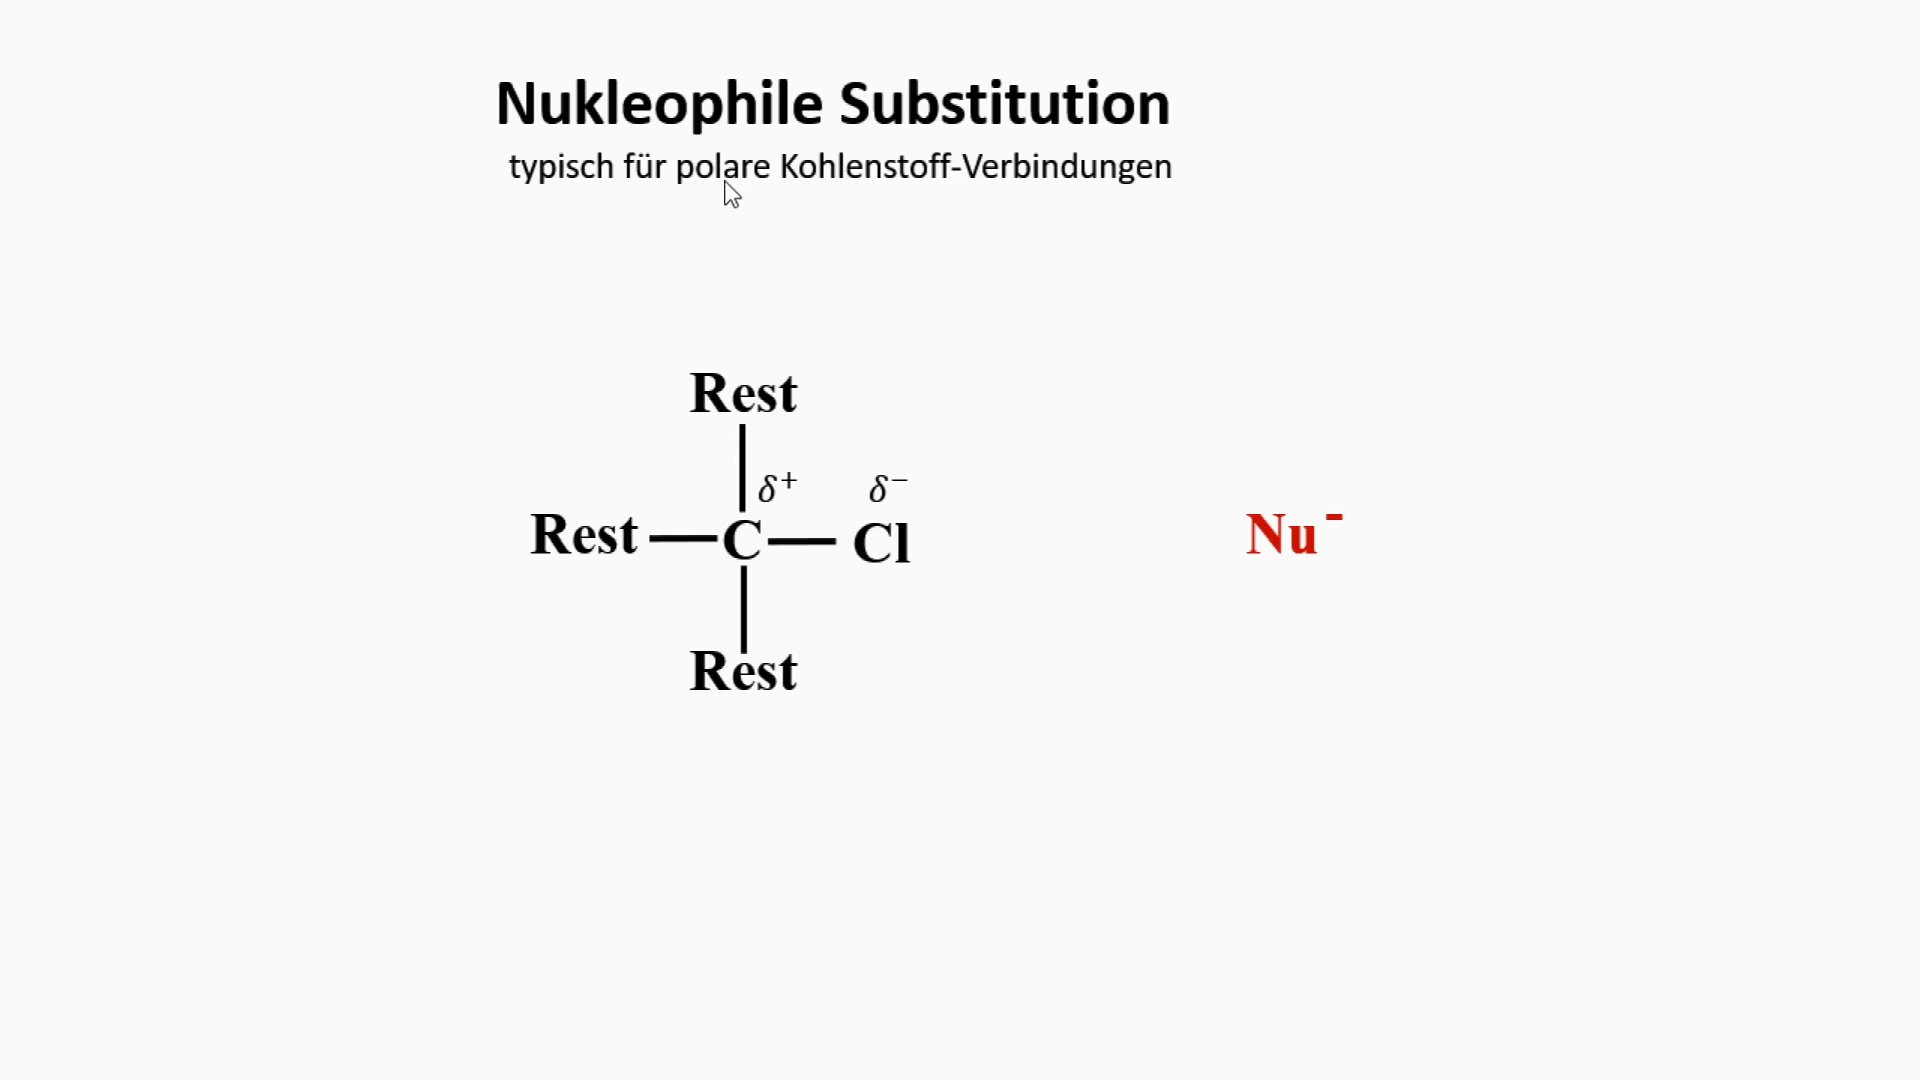 Nukleophile Substitution
typisch für polare Kohlenstoff-Verbindungen
Rest
δ⁺ δ⁻
Rest C Cl Nu⁻
Rest